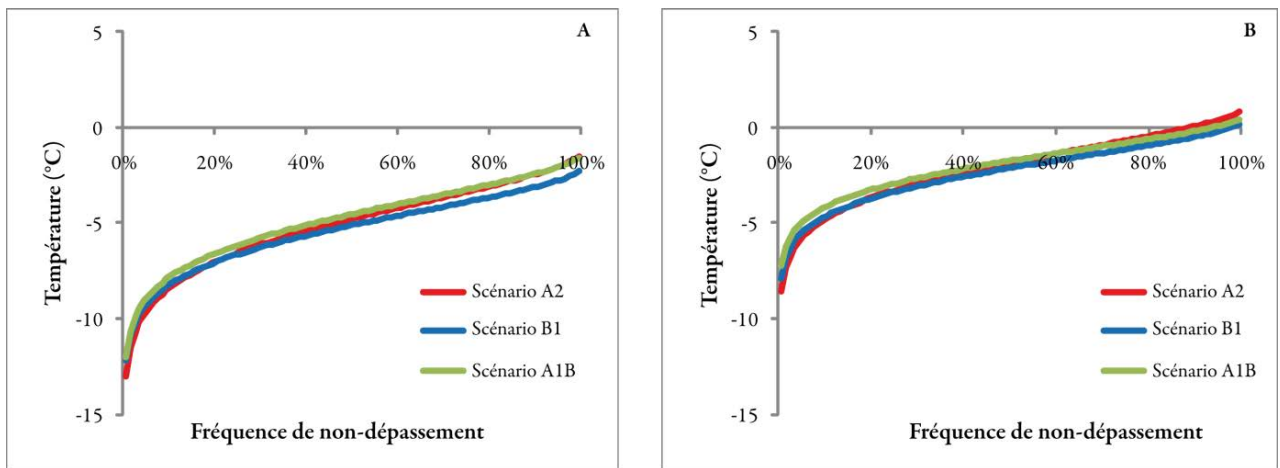 A
5
0
-5
-10
-15
0%
20%
40%
60%
80%
100%
Température (°C)
Scénario A2
Scénario B1
Scénario A1B
Fréquence de non-dépassement
B
5
0
-5
-10
-15
0%
20%
40%
60%
80%
100%
Température (°C)
Scénario A2
Scénario B1
Scénario A1B
Fréquence de non-dépassement